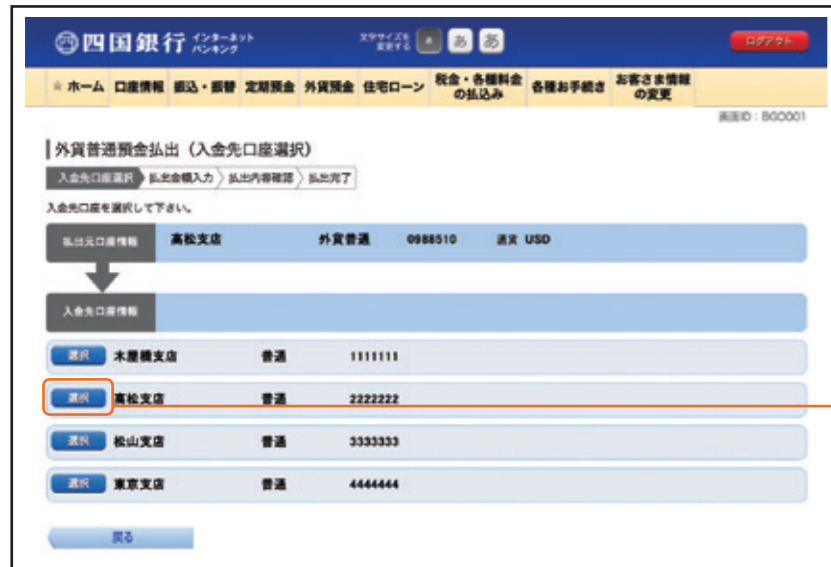 四国銀行 インターネットバンキング 文字サイズを変更する あ あ あ ログアウト
ホーム 口座情報 振込・振替 定期預金 外貨預金 住宅ローン 税金・各種料金の払込み 各種お手続き お客さま情報の変更
画面ID：BGO001
外貨普通預金払出（入金先口座選択）
入金先口座選択 払出金額入力 払出内容確認 払出完了
入金先口座を選択して下さい。
払出元口座情報 高松支店 外貨普通 0988510 通貨 USD
入金先口座情報
選択 木屋橋支店 普通 1111111
選択 高松支店 普通 2222222
選択 松山支店 普通 3333333
選択 東京支店 普通 4444444
戻る